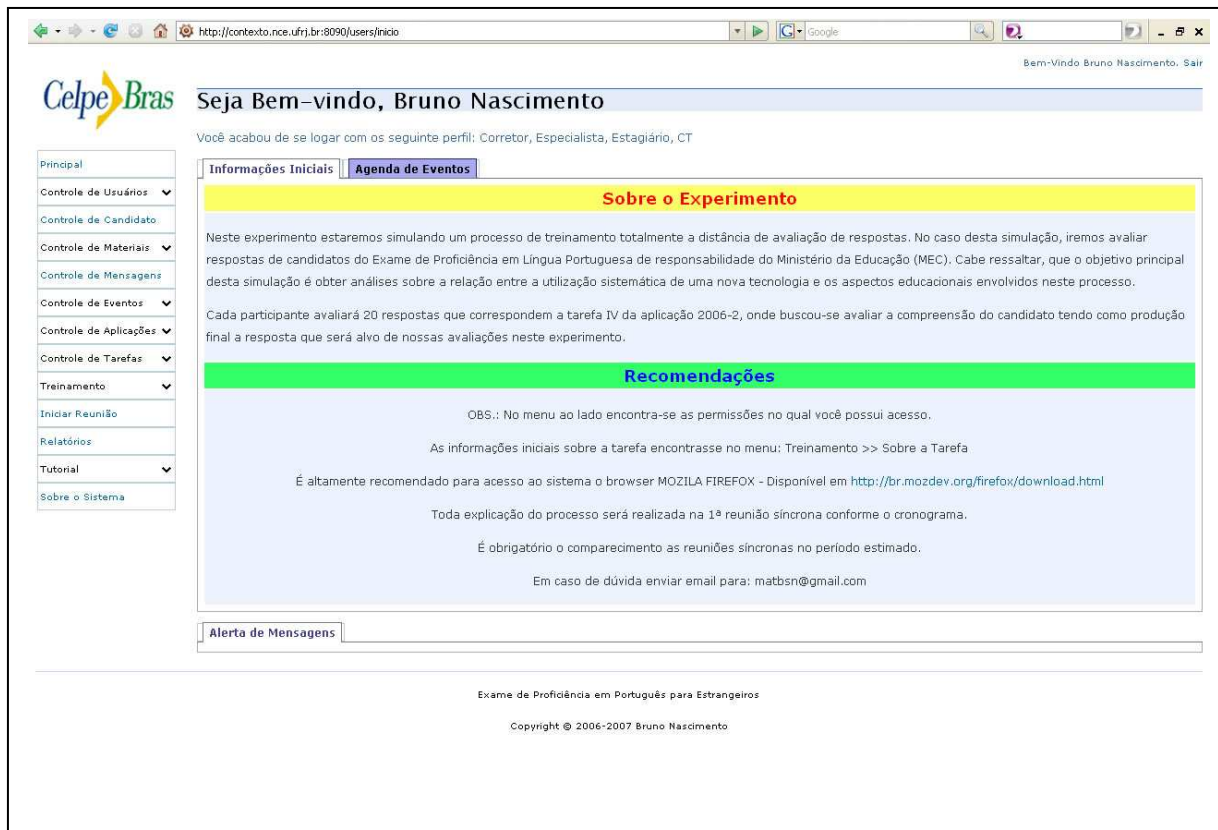 http://contexto.nce.ufrj.br:8090/users/inicio
Google
Bem-Vindo Bruno Nascimento. Sair
Celpe Bras
Seja Bem-vindo, Bruno Nascimento
Você acabou de se logar com os seguinte perfil: Corretor, Especialista, Estagiário, CT
Principal
Controle de Usuários
Controle de Candidato
Controle de Materiais
Controle de Mensagens
Controle de Eventos
Controle de Aplicações
Controle de Tarefas
Treinamento
Iniciar Reunião
Relatórios
Tutorial
Sobre o Sistema
Informações Iniciais
Agenda de Eventos
Sobre o Experimento
Neste experimento estaremos simulando um processo de treinamento totalmente a distância de avaliação de respostas. No caso desta simulação, iremos avaliar
respostas de candidatos do Exame de Proficiência em Língua Portuguesa de responsabilidade do Ministério da Educação (MEC). Cabe ressaltar, que o objetivo principal
desta simulação é obter análises sobre a relação entre a utilização sistemática de uma nova tecnologia e os aspectos educacionais envolvidos neste processo.
Cada participante avaliará 20 respostas que correspondem a tarefa IV da aplicação 2006-2, onde buscou-se avaliar a compreensão do candidato tendo como produção
final a resposta que será alvo de nossas avaliações neste experimento.
Recomendações
OBS.: No menu ao lado encontra-se as permissões no qual você possui acesso.
As informações iniciais sobre a tarefa encontrasse no menu: Treinamento >> Sobre a Tarefa
É altamente recomendado para acesso ao sistema o browser MOZILA FIREFOX - Disponível em http://br.mozdev.org/firefox/download.html
Toda explicação do processo será realizada na 1ª reunião síncrona conforme o cronograma.
É obrigatório o comparecimento as reuniões síncronas no período estimado.
Em caso de dúvida enviar email para: matbsn@gmail.com
Alerta de Mensagens
Exame de Proficiência em Português para Estrangeiros
Copyright © 2006-2007 Bruno Nascimento